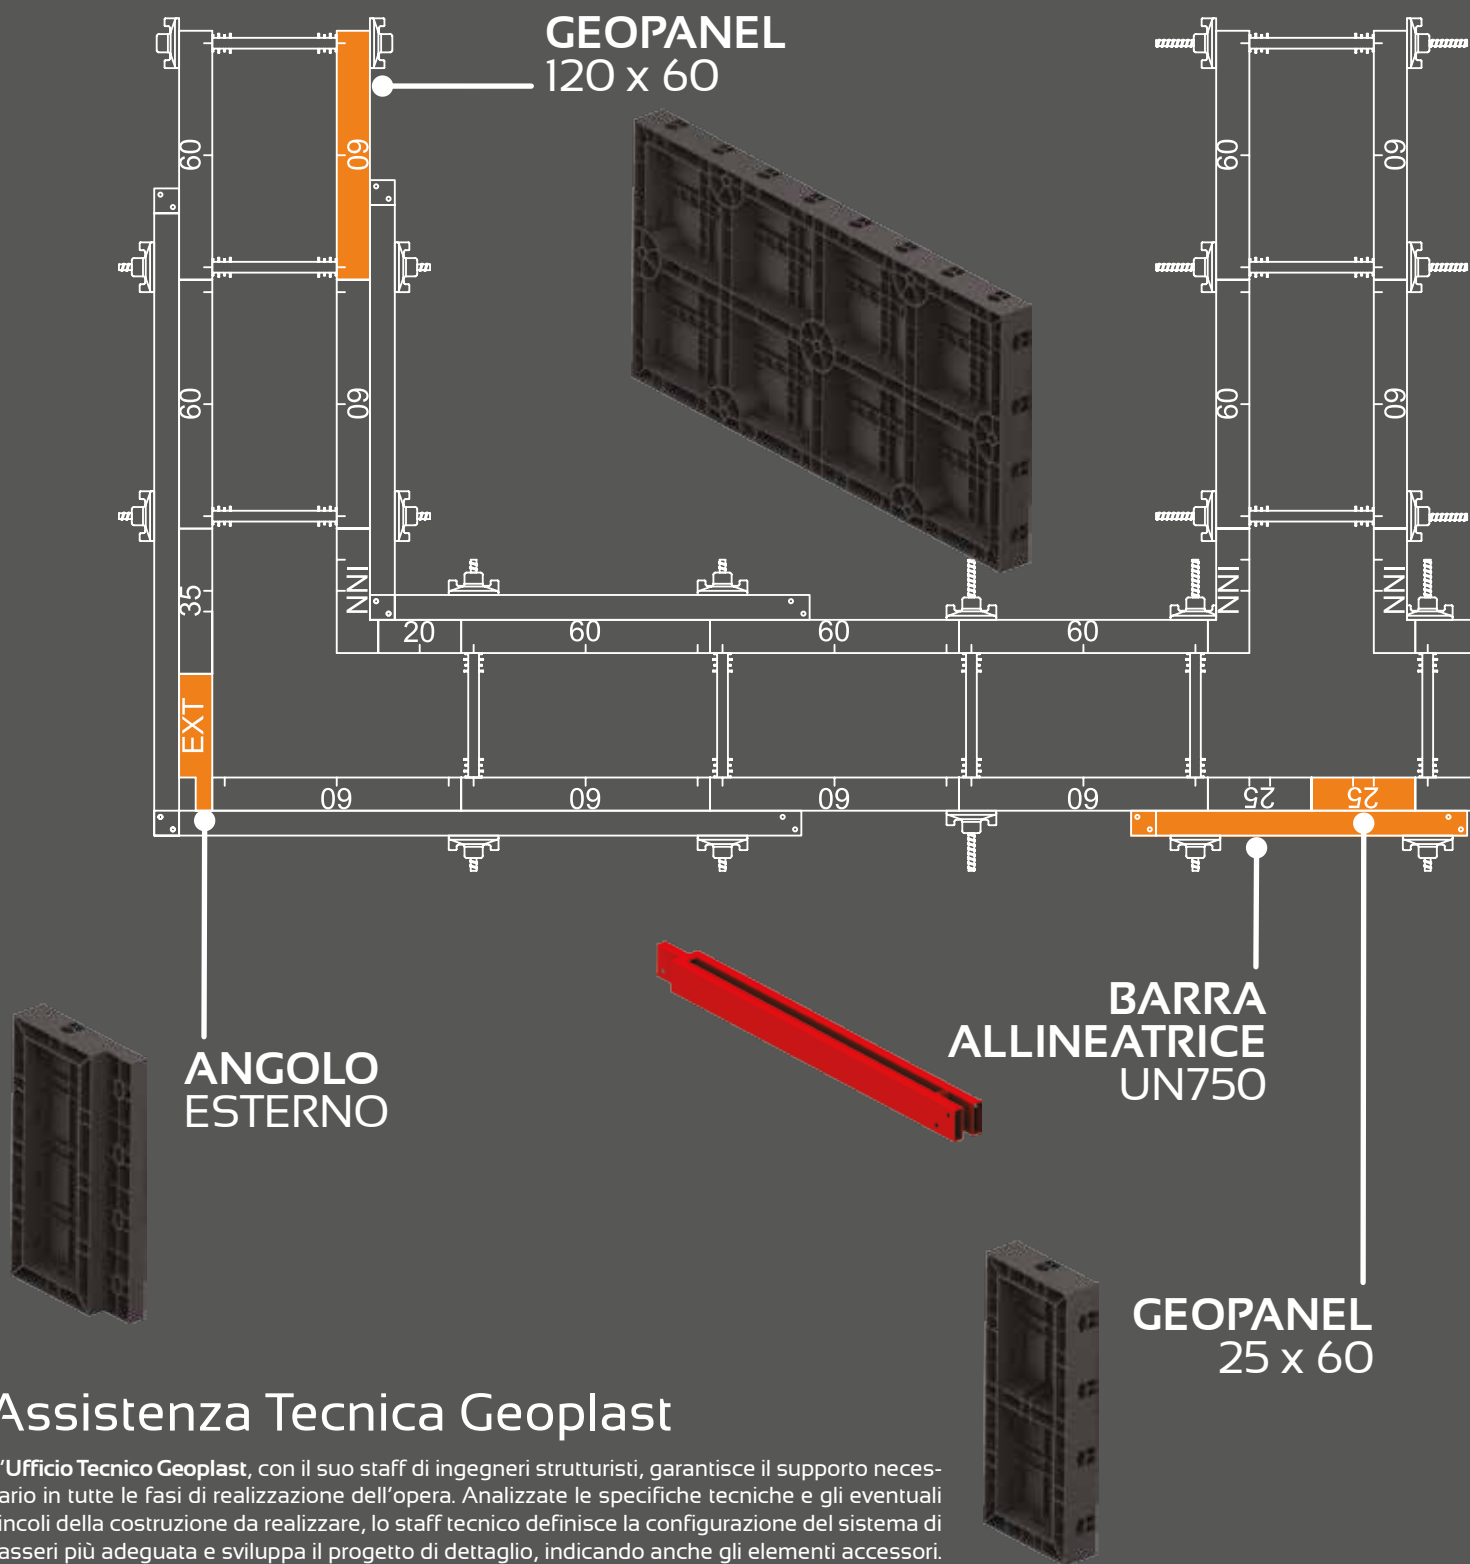 GEOPANEL
120 x 60
60
60
60
60
60
60
60
60
35
INN
INN
INN
20
60
60
60
EXT
60
60
60
60
25
25
ANGOLO
ESTERNO
BARRA
ALLINEATRICE
UN750
GEOPANEL
25 x 60
Assistenza Tecnica Geoplast
'Ufficio Tecnico Geoplast, con il suo staff di ingegneri strutturisti, garantisce il supporto neces-
ario in tutte le fasi di realizzazione dell'opera. Analizzate le specifiche tecniche e gli eventuali
incoli della costruzione da realizzare, lo staff tecnico definisce la configurazione del sistema di
asseri più adeguata e sviluppa il progetto di dettaglio, indicando anche gli elementi accessori.